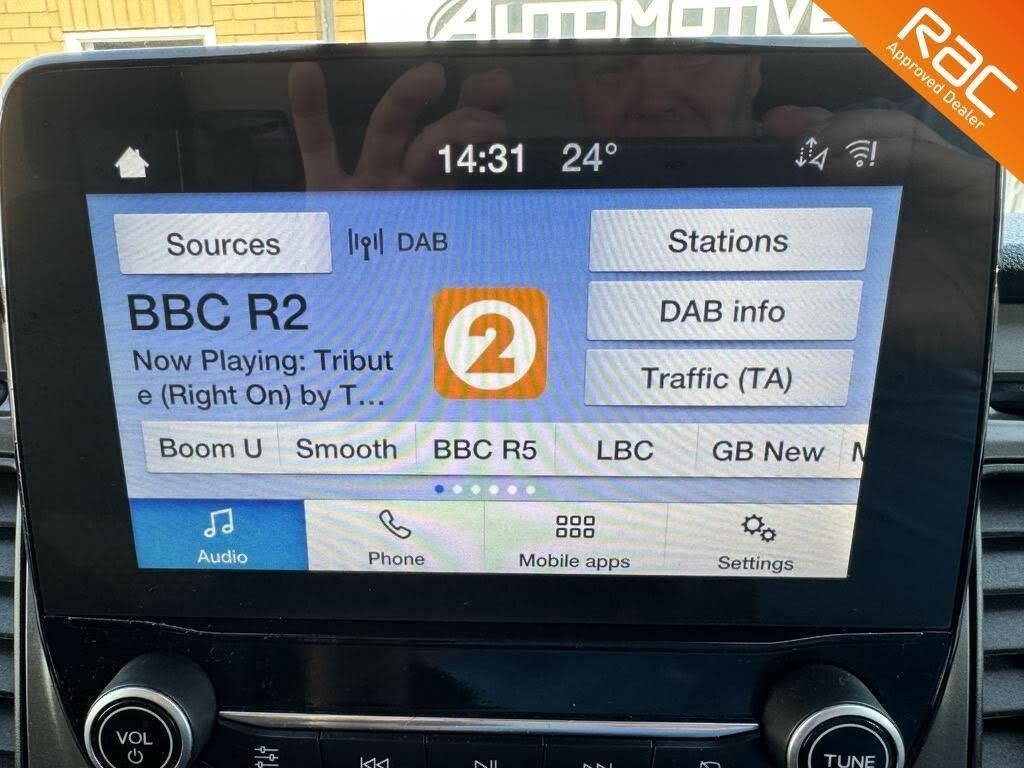 AUTOMOTIVE
RAC
Approved Dealer
14:31 24°
Sources DAB Stations
BBC R2
2
DAB info
Now Playing: Tribut
e (Right On) by T...
Traffic (TA)
Boom U Smooth BBC R5 LBC GB New
Audio Phone Mobile apps Settings
VOL
TUNE